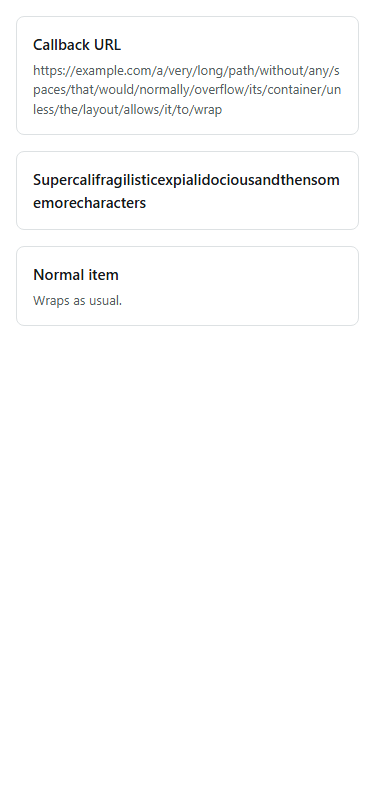 Callback URL
https://example.com/a/very/long/path/without/any/s
paces/that/would/normally/overflow/its/container/un
less/the/layout/allows/it/to/wrap
Supercalifragilisticexpialidociousandthensom
emorecharacters
Normal item
Wraps as usual.